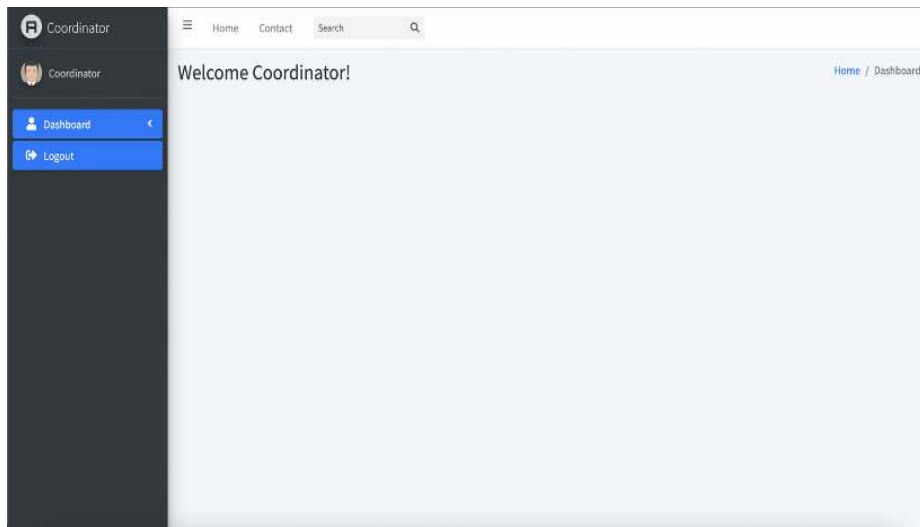 Coordinator
Home Contact Search
Coordinator
Welcome Coordinator!
Home / Dashboard
Dashboard
Logout